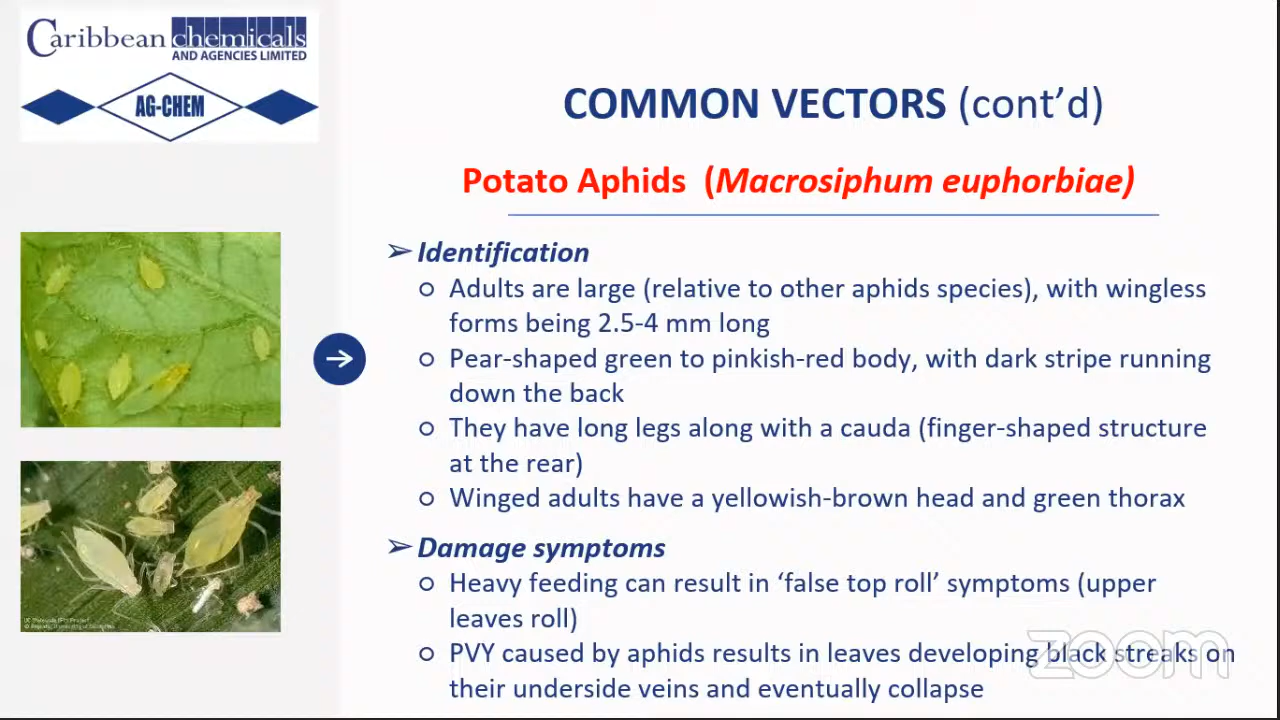 Caribbean chemicals
AND AGENCIES LIMITED
AG-CHEM
COMMON VECTORS (cont’d)
Potato Aphids (Macrosiphum euphorbiae)
➢ Identification
o Adults are large (relative to other aphids species), with wingless
forms being 2.5-4 mm long
o Pear-shaped green to pinkish-red body, with dark stripe running
down the back
o They have long legs along with a cauda (finger-shaped structure
at the rear)
o Winged adults have a yellowish-brown head and green thorax
➢ Damage symptoms
o Heavy feeding can result in ‘false top roll’ symptoms (upper
leaves roll)
o PVY caused by aphids results in leaves developing black streaks on
their underside veins and eventually collapse
zoom